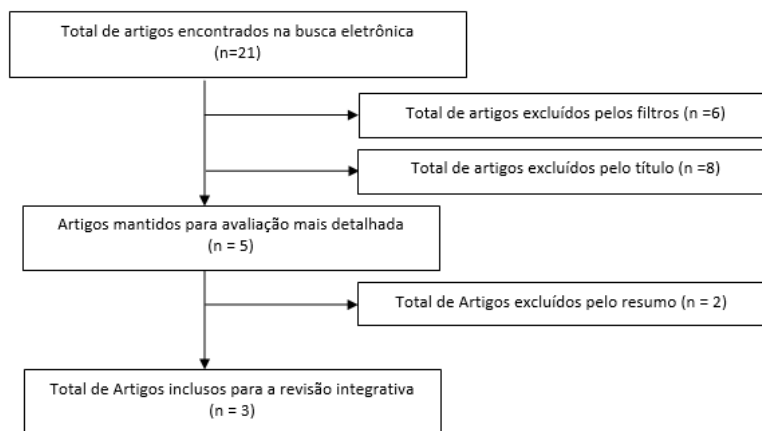 Total de artigos encontrados na busca eletrônica
(n=21)
Total de artigos excluídos pelos filtros (n =6)
Total de artigos excluídos pelo título (n =8)
Artigos mantidos para avaliação mais detalhada
(n = 5)
Total de Artigos excluídos pelo resumo (n = 2)
Total de Artigos inclusos para a revisão integrativa
(n = 3)